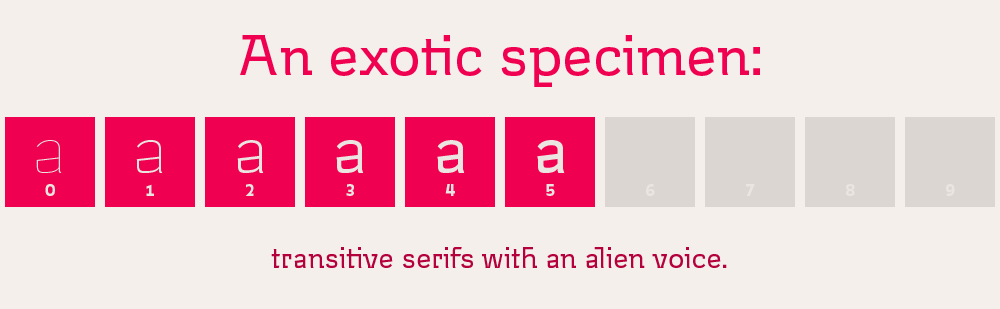 An exotic specimen:
a a a a a a
0 1 2 3 4 5 6 7 8 9
transitive serifs with an alien voice.